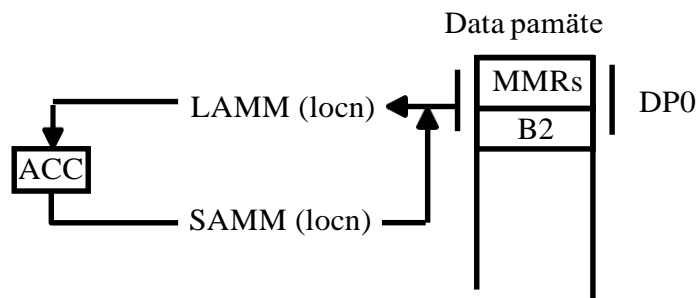 Data pamäte
MMRs
LAMM (locn)
DP0
B2
ACC
SAMM (locn)